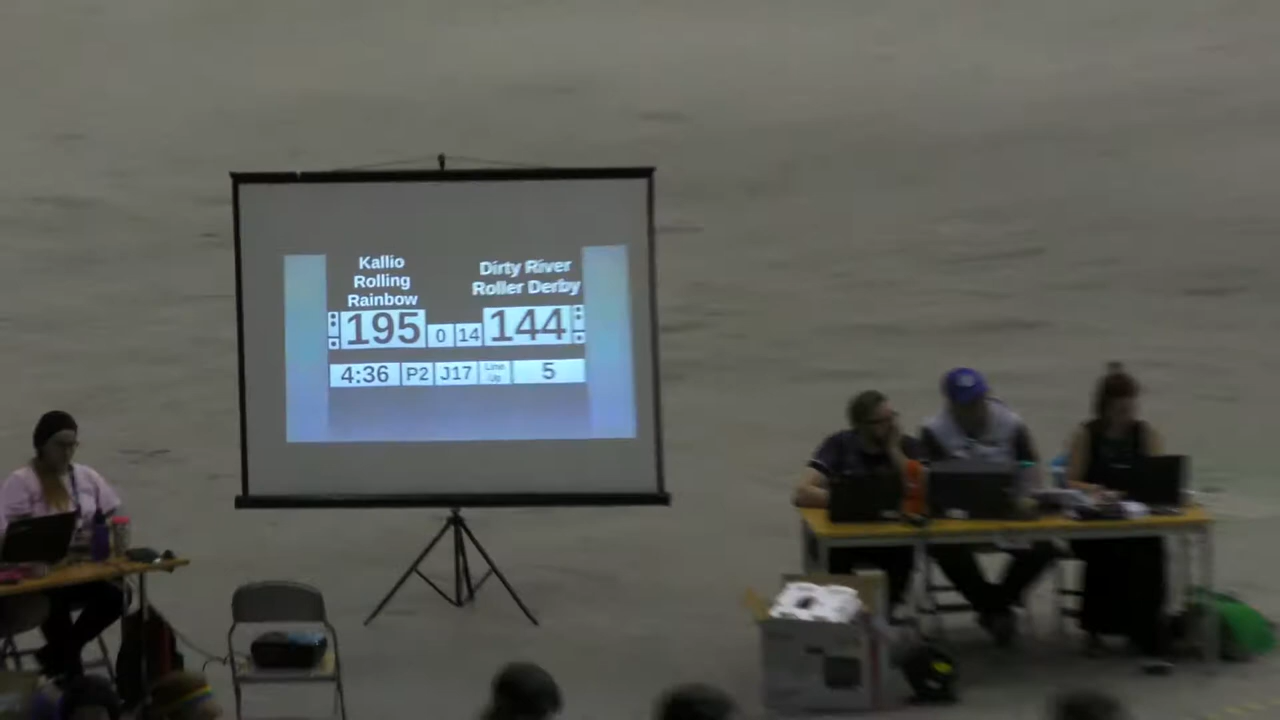 Kallio
Rolling
Rainbow
Dirty River
Roller Derby
195 0 14 144
4:36 P2 J17 Line Up 5